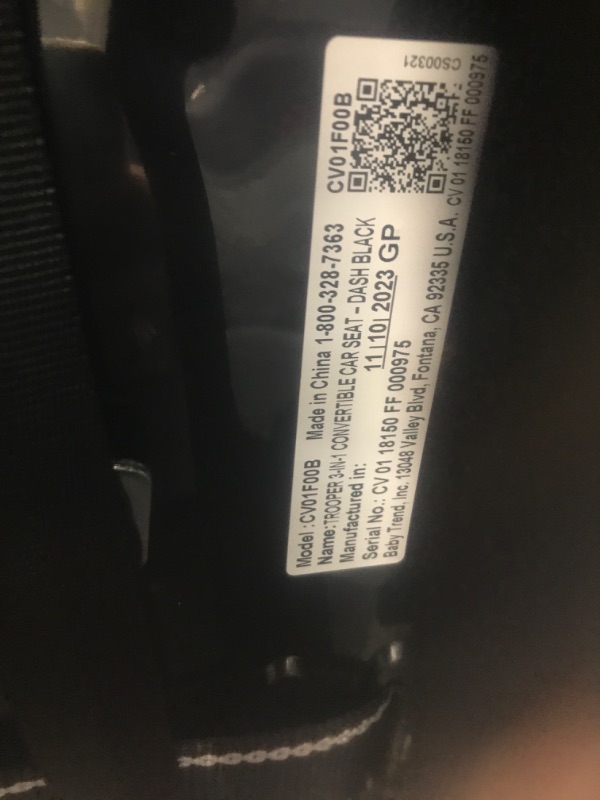 Model : CV01F00B Made in China 1-800-328-7363 CV01F00B
Name:TROOPER 3-IN-1 CONVERTIBLE CAR SEAT – DASH BLACK
Manufactured in: 11|10|2023 GP
Serial No.: CV 01 18150 FF 000975
Baby Trend, Inc. 13048 Valley Blvd, Fontana, CA 92335 U.S.A. CV 01 18150 FF 000975
CS00321